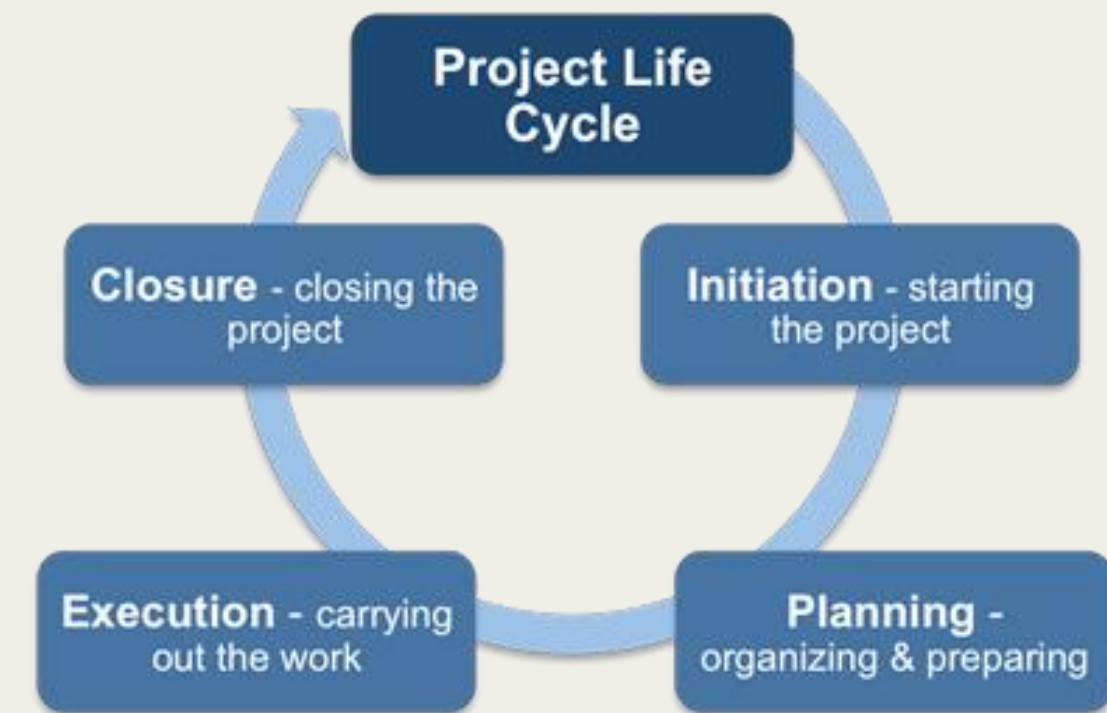 Project Life
Cycle
Initiation - starting
the project
Planning -
organizing & preparing
Execution - carrying
out the work
Closure - closing the
project